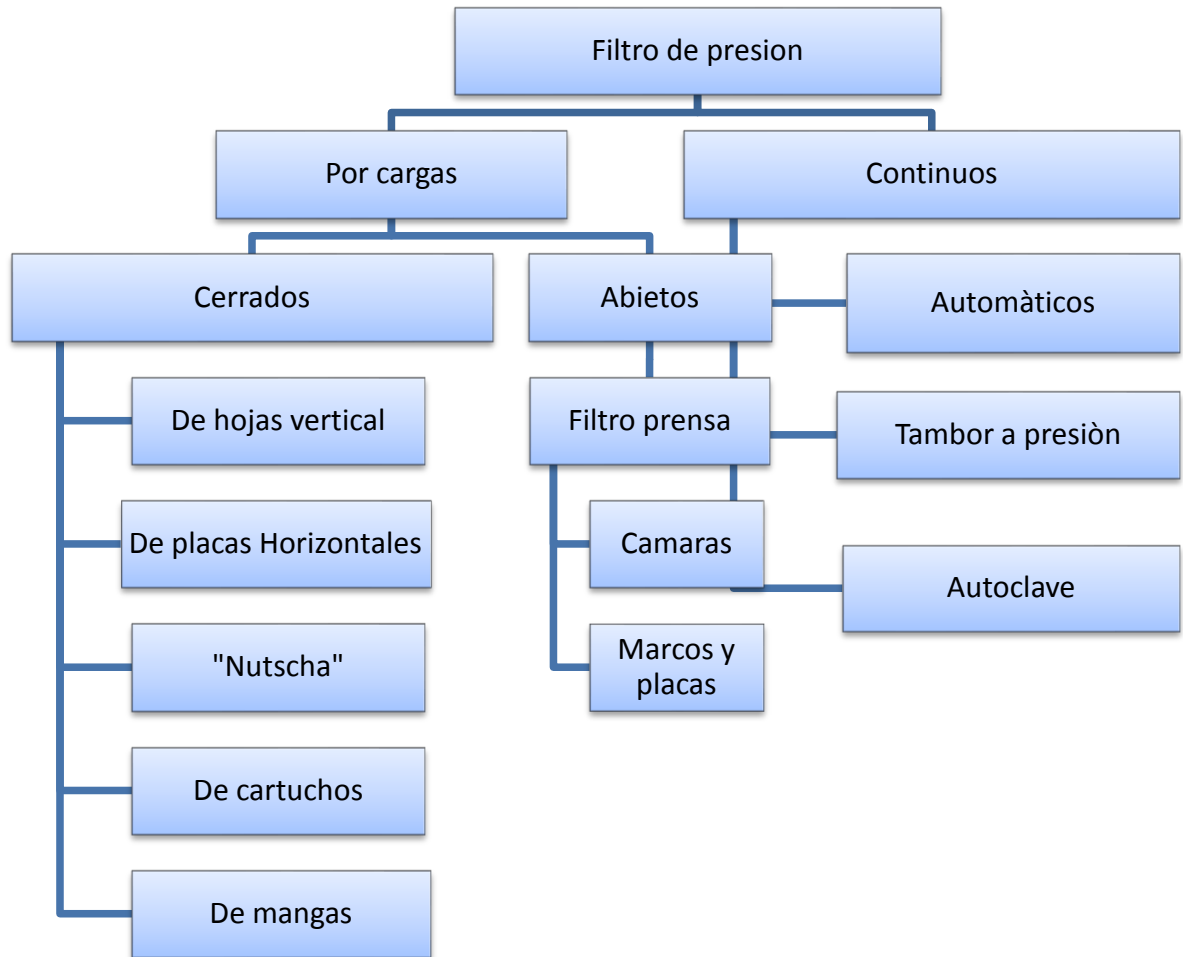 Filtro de presion
Por cargas
Continuos
Cerrados
Abietos
Automàticos
De hojas vertical
Filtro prensa
Tambor a presiòn
De placas Horizontales
Camaras
Autoclave
"Nutscha"
Marcos y
placas
De cartuchos
De mangas